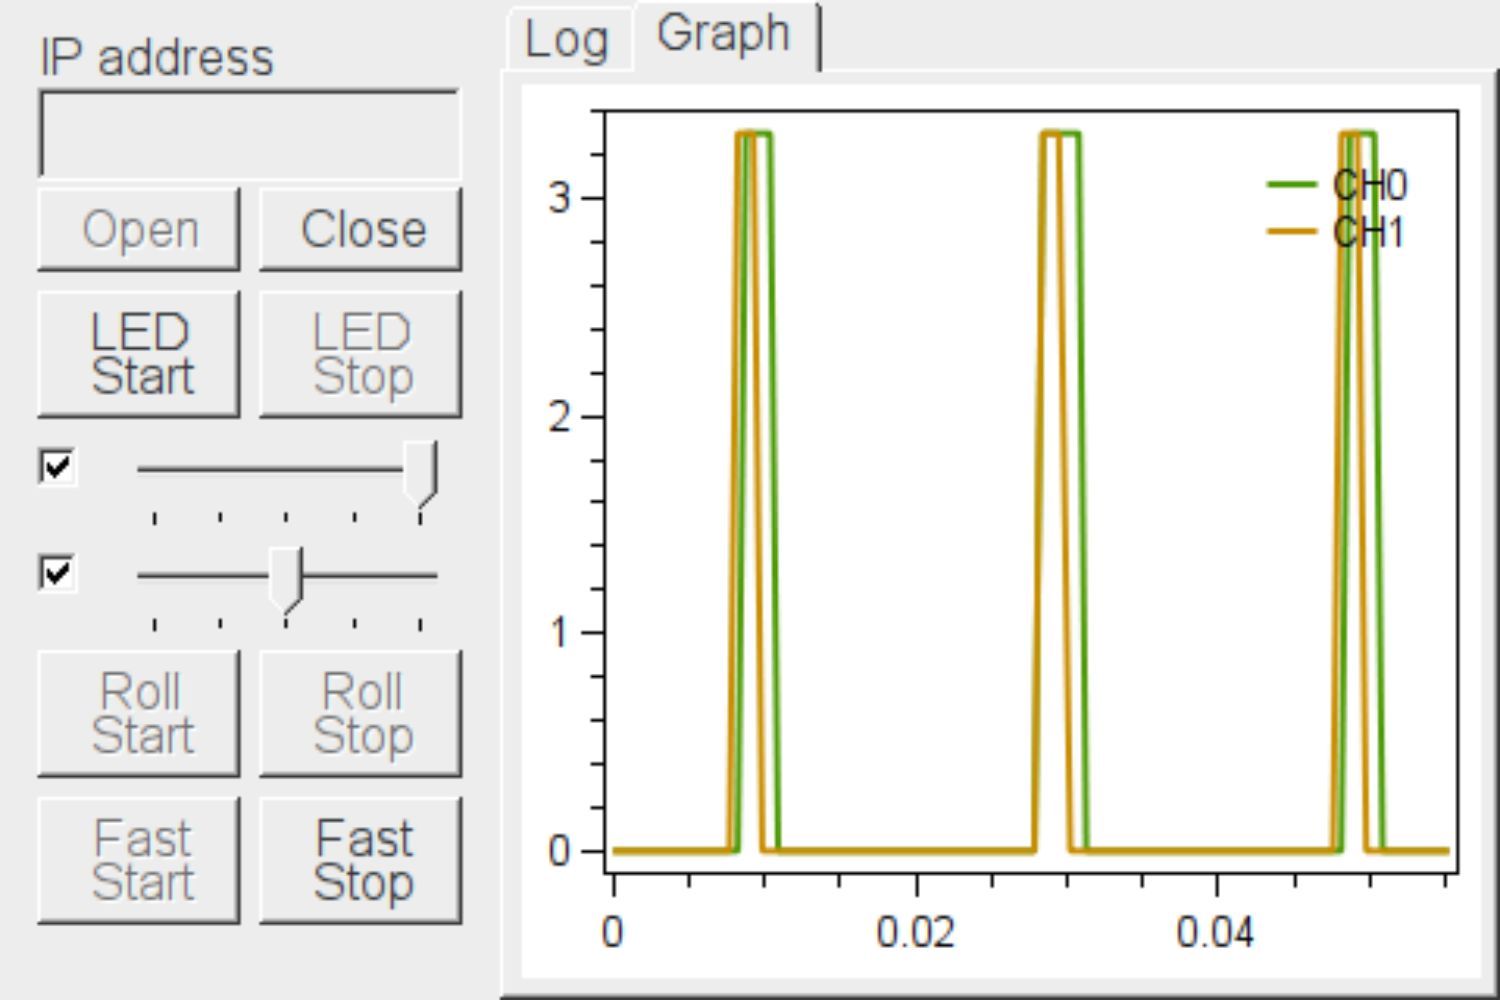 IP address
Open
Close
LED
Start
LED
Stop
Roll
Start
Roll
Stop
Fast
Start
Fast
Stop
Log
Graph
3
2
1
0
CH0
CH1
0
0.02
0.04